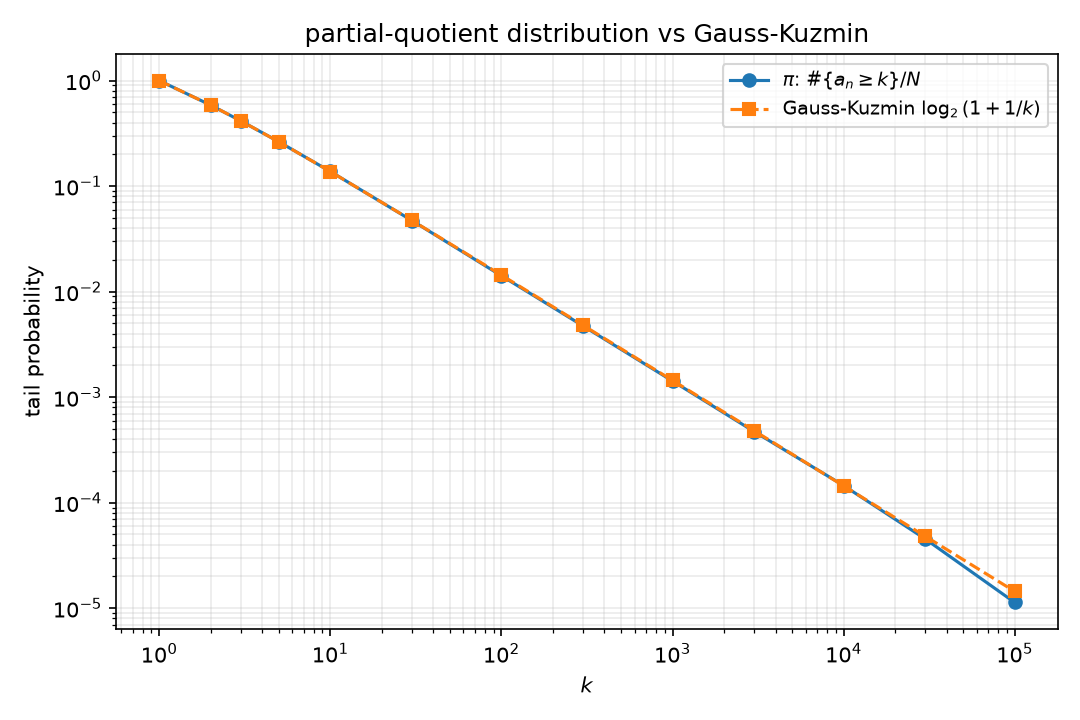 partial-quotient distribution vs Gauss-Kuzmin
π: #{aₙ ≥ k}/N
Gauss-Kuzmin log₂ (1 + 1/k)
tail probability
10⁰
10⁻¹
10⁻²
10⁻³
10⁻⁴
10⁻⁵
10⁰ 10¹ 10² 10³ 10⁴ 10⁵
k